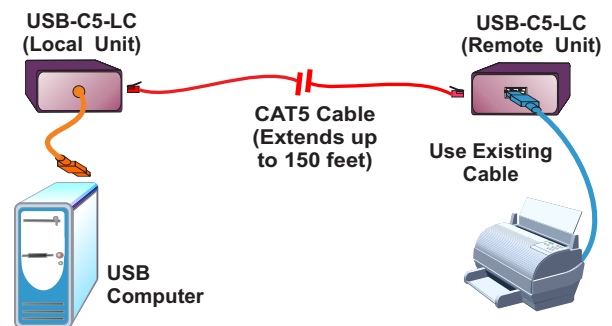 USB-C5-LC
(Local Unit)
USB-C5-LC
(Remote Unit)
CAT5 Cable
(Extends up
to 150 feet)
Use Existing
Cable
USB
Computer